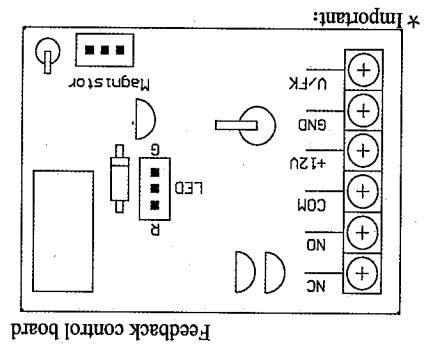 Feedback control board
NC
NO
COM
+12V
GND
V/FK
R
LED
G
Magnistor
*Important: